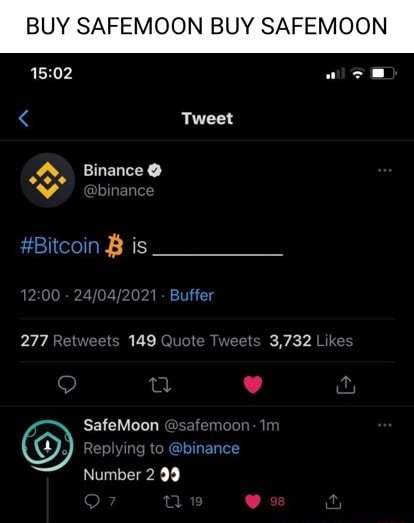 BUY SAFEMOON BUY SAFEMOON
15:02
Tweet
Binance
@binance
#Bitcoin is ____________
12:00 · 24/04/2021 · Buffer
277 Retweets 149 Quote Tweets 3,732 Likes
SafeMoon @safemoon · 1m
Replying to @binance
Number 2 👀
7 19 98